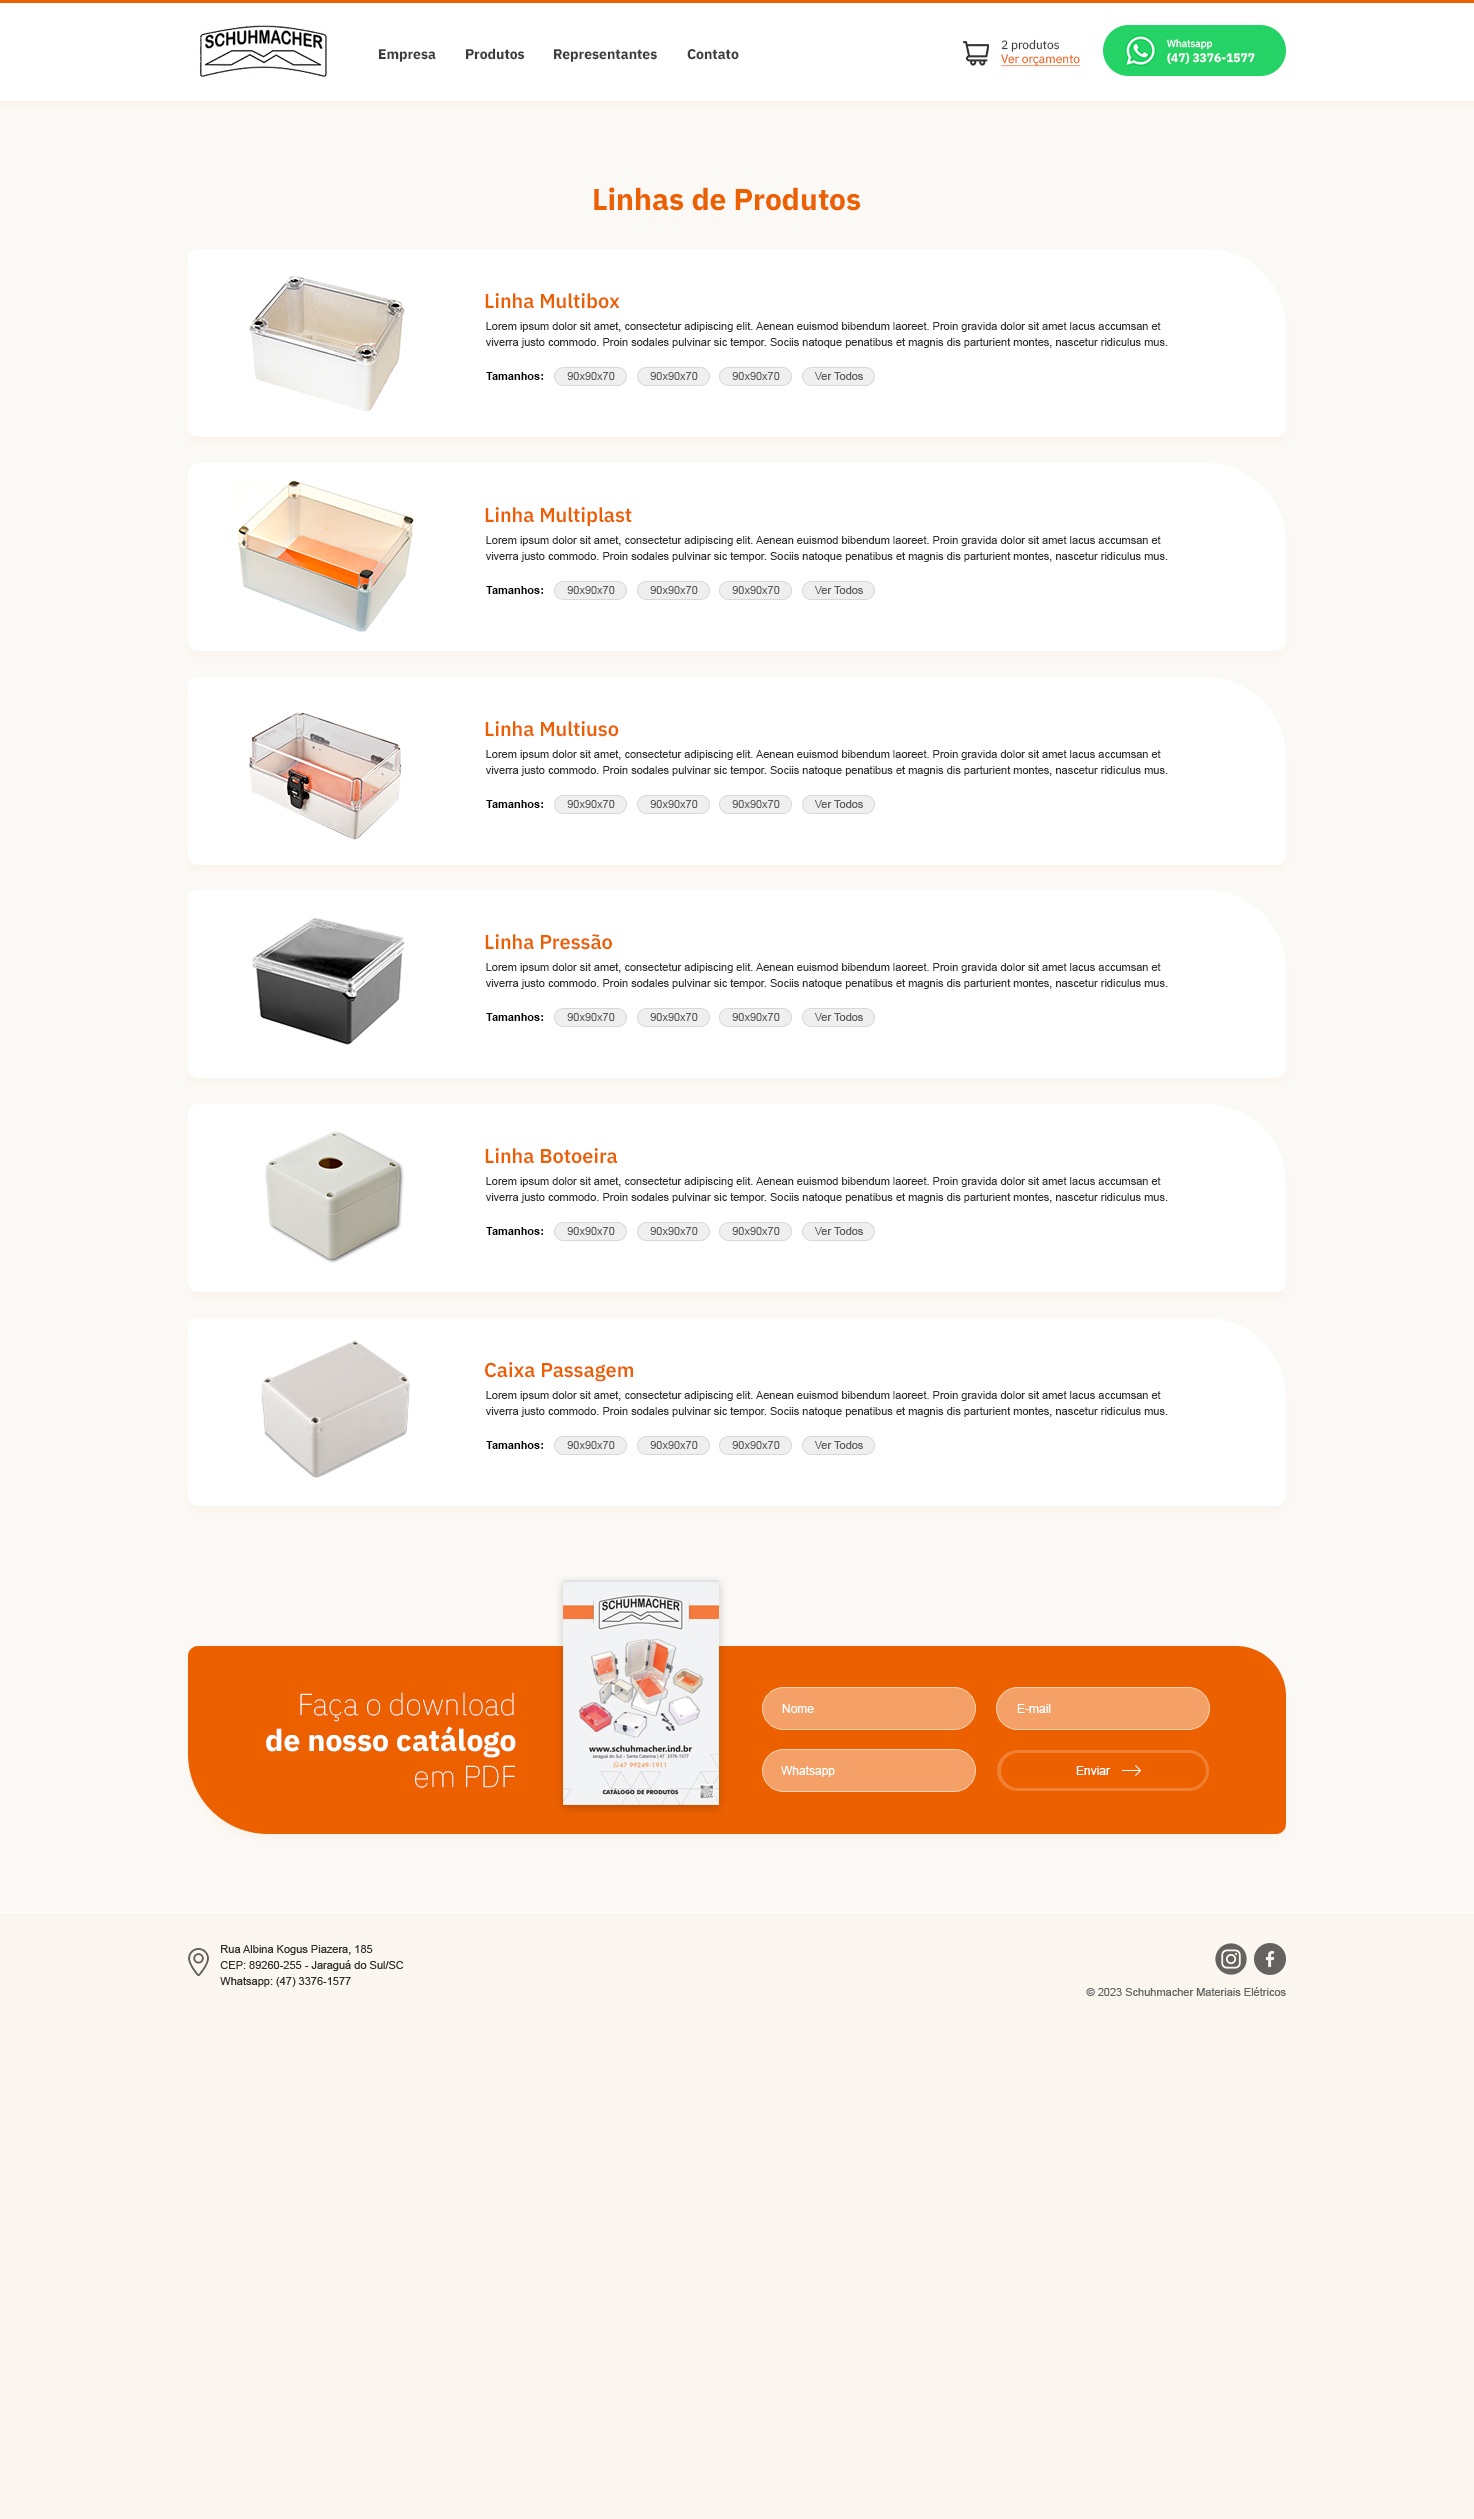 SCHUHMACHER
Empresa
Produtos
Representantes
Contato
2 produtos
Ver orçamento
Whatsapp
(47) 3376-1577
Linhas de Produtos
Linha Multibox
Lorem ipsum dolor sit amet, consectetur adipiscing elit. Aenean euismod bibendum laoreet. Proin gravida dolor sit amet lacus accumsan et
viverra justo commodo. Proin sodales pulvinar sic tempor. Sociis natoque penatibus et magnis dis parturient montes, nascetur ridiculus mus.
Tamanhos: 90x90x70 90x90x70 90x90x70 Ver Todos
Linha Multiplast
Lorem ipsum dolor sit amet, consectetur adipiscing elit. Aenean euismod bibendum laoreet. Proin gravida dolor sit amet lacus accumsan et
viverra justo commodo. Proin sodales pulvinar sic tempor. Sociis natoque penatibus et magnis dis parturient montes, nascetur ridiculus mus.
Tamanhos: 90x90x70 90x90x70 90x90x70 Ver Todos
Linha Multiuso
Lorem ipsum dolor sit amet, consectetur adipiscing elit. Aenean euismod bibendum laoreet. Proin gravida dolor sit amet lacus accumsan et
viverra justo commodo. Proin sodales pulvinar sic tempor. Sociis natoque penatibus et magnis dis parturient montes, nascetur ridiculus mus.
Tamanhos: 90x90x70 90x90x70 90x90x70 Ver Todos
Linha Pressão
Lorem ipsum dolor sit amet, consectetur adipiscing elit. Aenean euismod bibendum laoreet. Proin gravida dolor sit amet lacus accumsan et
viverra justo commodo. Proin sodales pulvinar sic tempor. Sociis natoque penatibus et magnis dis parturient montes, nascetur ridiculus mus.
Tamanhos: 90x90x70 90x90x70 90x90x70 Ver Todos
Linha Botoeira
Lorem ipsum dolor sit amet, consectetur adipiscing elit. Aenean euismod bibendum laoreet. Proin gravida dolor sit amet lacus accumsan et
viverra justo commodo. Proin sodales pulvinar sic tempor. Sociis natoque penatibus et magnis dis parturient montes, nascetur ridiculus mus.
Tamanhos: 90x90x70 90x90x70 90x90x70 Ver Todos
Caixa Passagem
Lorem ipsum dolor sit amet, consectetur adipiscing elit. Aenean euismod bibendum laoreet. Proin gravida dolor sit amet lacus accumsan et
viverra justo commodo. Proin sodales pulvinar sic tempor. Sociis natoque penatibus et magnis dis parturient montes, nascetur ridiculus mus.
Tamanhos: 90x90x70 90x90x70 90x90x70 Ver Todos
Faça o download
de nosso catálogo
em PDF
SCHUHMACHER
www.schuhmacher.ind.br
Jaraguá do Sul - Santa Catarina | 47 3376-1577
47 99249-1911
CATÁLOGO DE PRODUTOS
Nome
E-mail
Whatsapp
Enviar
Rua Albina Kogus Piazera, 185
CEP: 89260-255 - Jaraguá do Sul/SC
Whatsapp: (47) 3376-1577
© 2023 Schuhmacher Materiais Elétricos